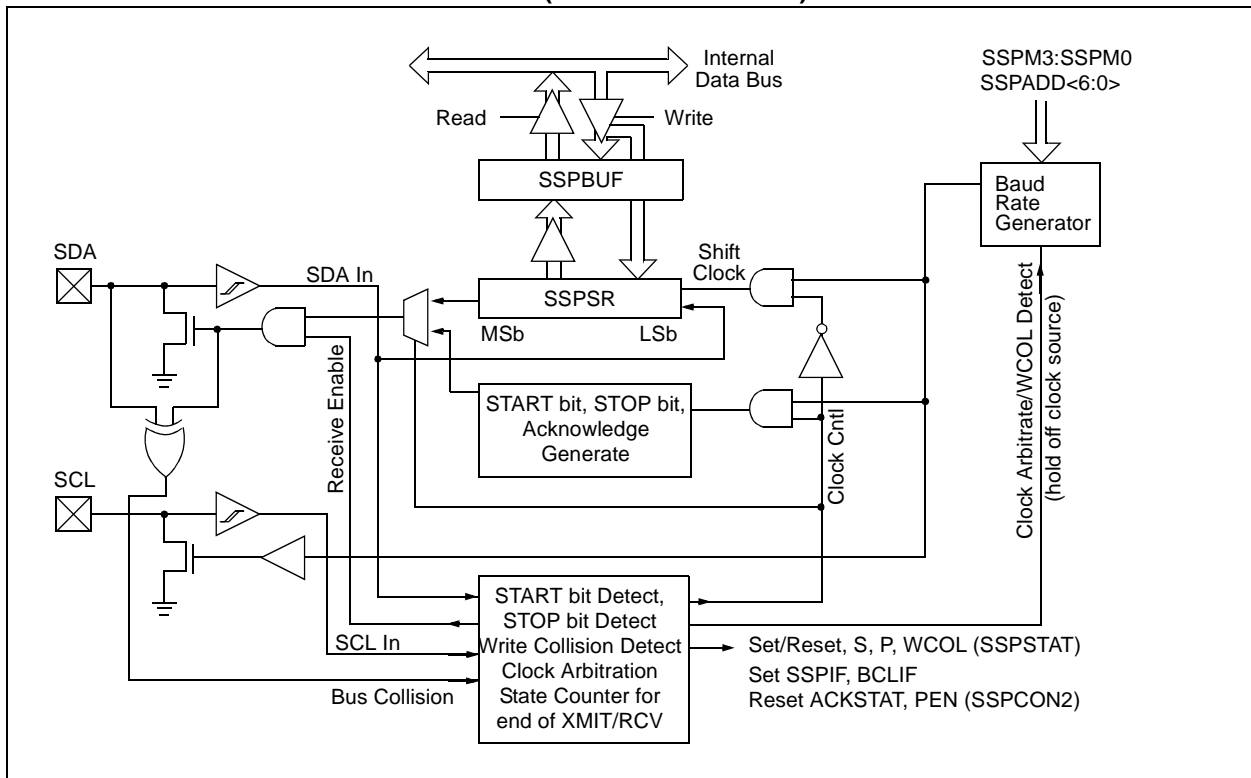 Internal
Data Bus
SSPM3:SSPM0
SSPADD<6:0>
Read
Write
SSPBUF
Baud
Rate
Generator
SDA
SDA In
Shift
Clock
SSPSR
MSb
LSb
START bit, STOP bit,
Acknowledge
Generate
Receive Enable
Clock Cntl
Clock Arbitrate/WCOL Detect
(hold off clock source)
SCL
SCL In
Bus Collision
START bit Detect,
STOP bit Detect
Write Collision Detect
Clock Arbitration
State Counter for
end of XMIT/RCV
Set/Reset, S, P, WCOL (SSPSTAT)
Set SSPIF, BCLIF
Reset ACKSTAT, PEN (SSPCON2)